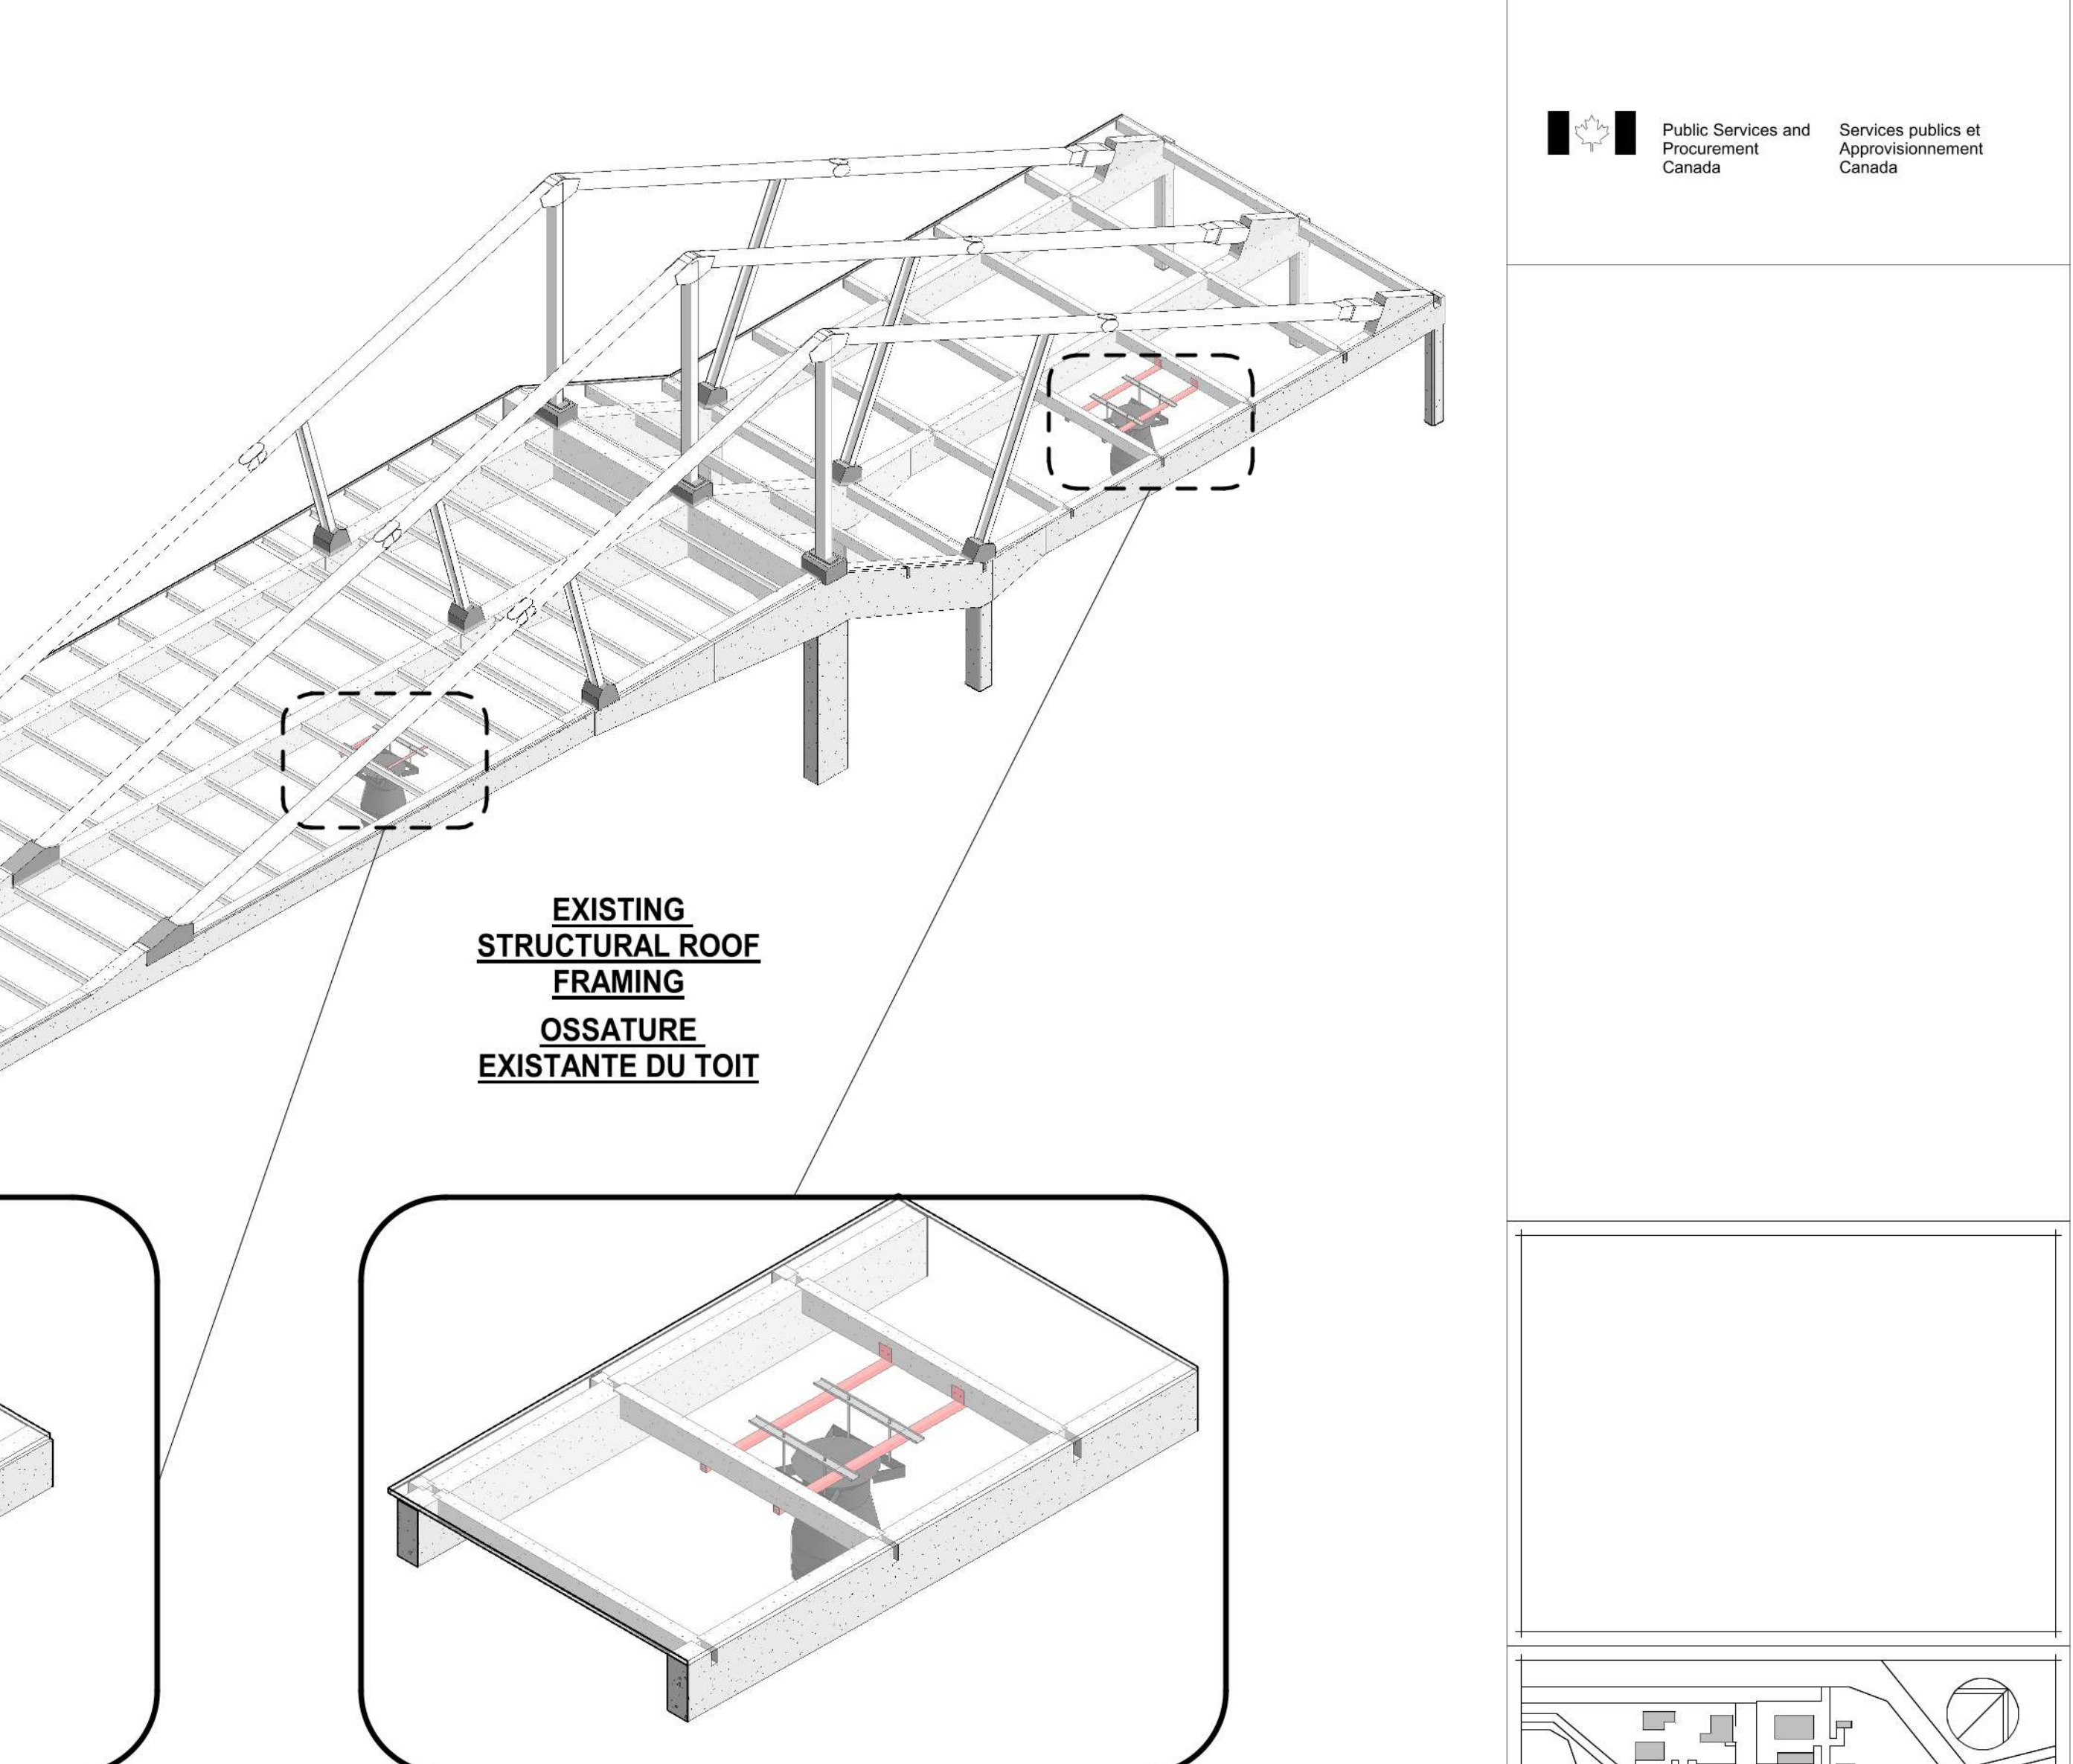 Public Services and
Procurement
Canada
Services publics et
Approvisionnement
Canada
EXISTING
STRUCTURAL ROOF
FRAMING
OSSATURE
EXISTANTE DU TOIT